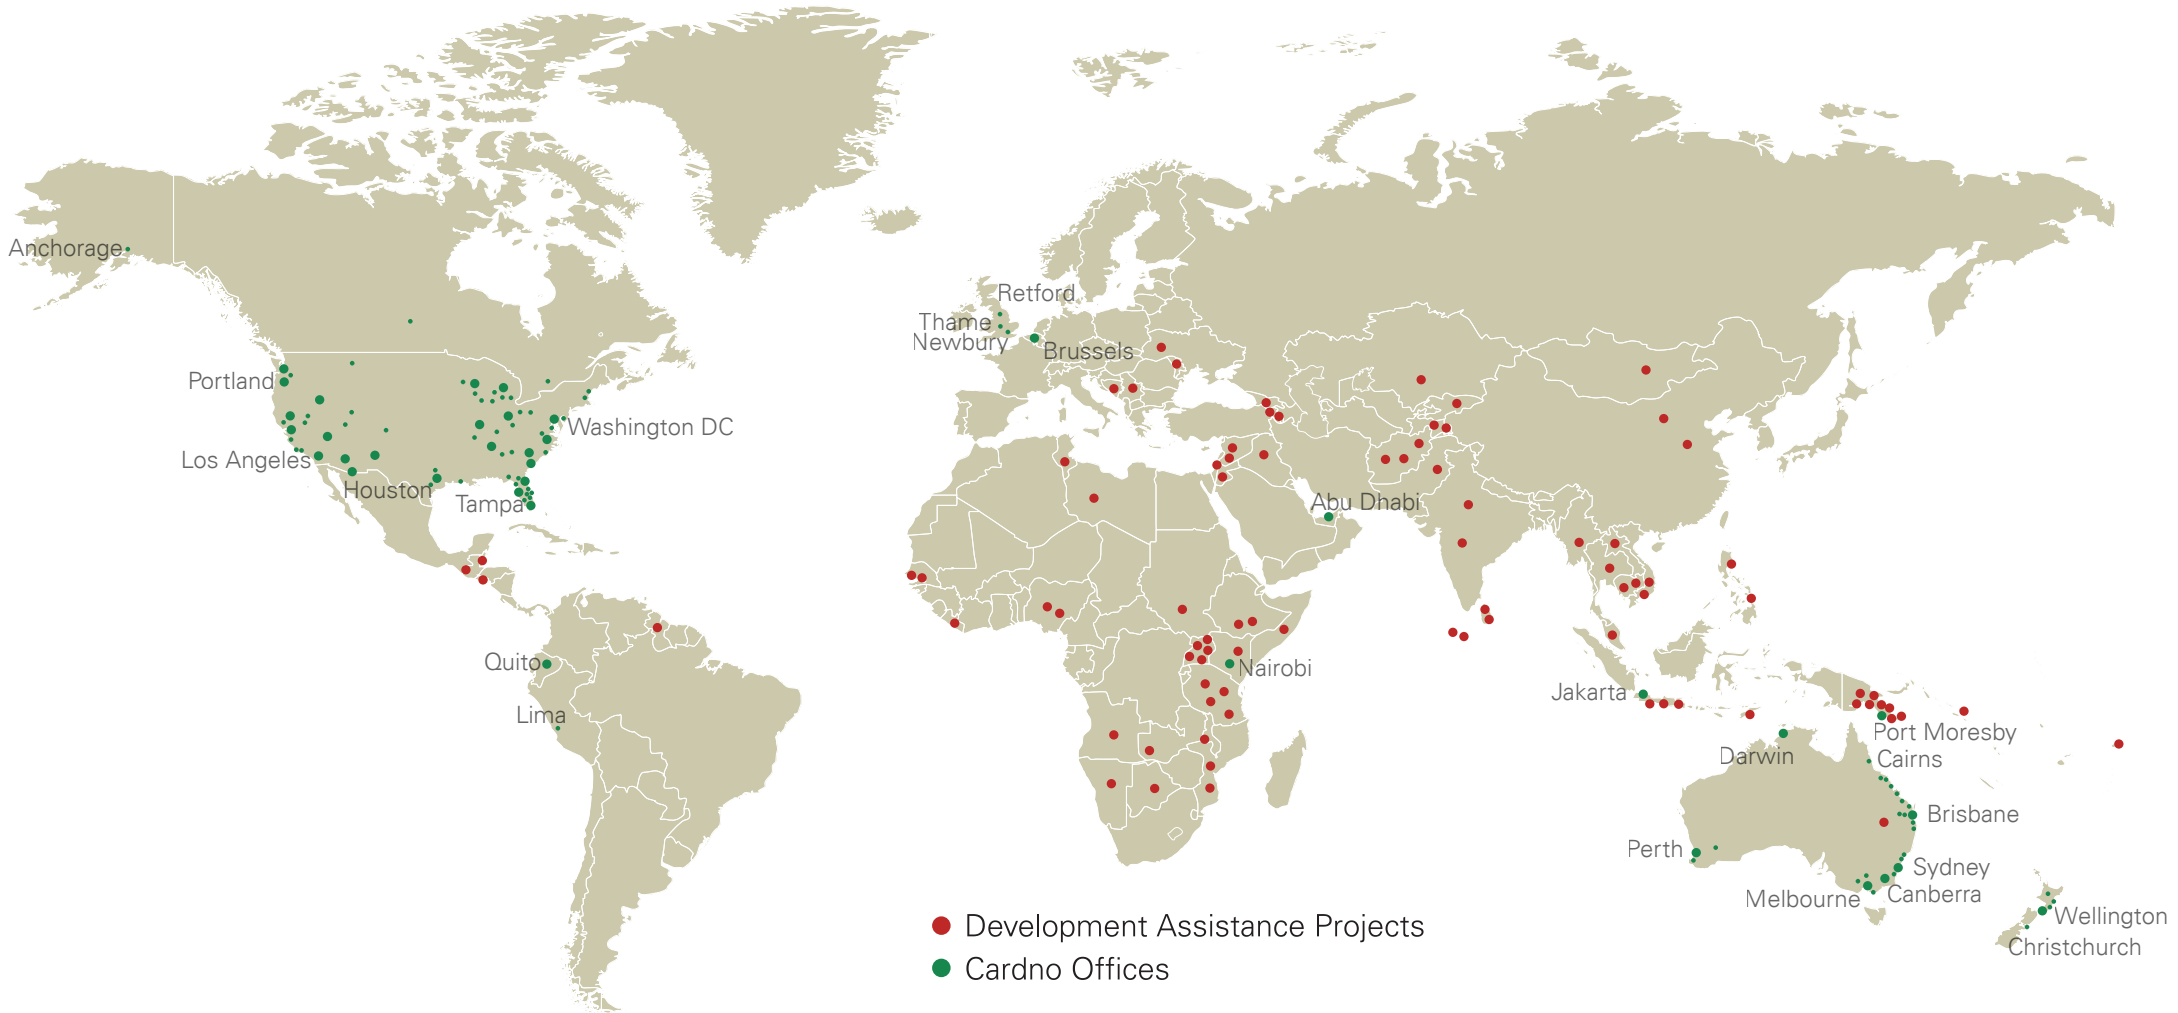 Anchorage
Retford
Thame
Newbury
Brussels
Portland
Washington DC
Los Angeles
Houston
Tampa
Abu Dhabi
Quito
Nairobi
Jakarta
Lima
Port Moresby
Darwin
Cairns
Brisbane
Perth
Sydney
Melbourne
Canberra
Wellington
Christchurch
Development Assistance Projects
Cardno Offices